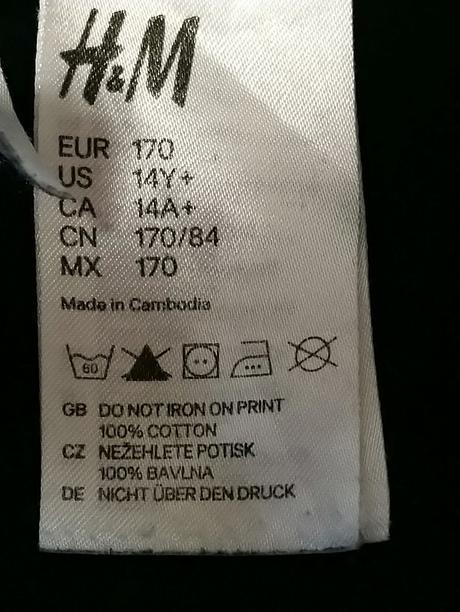 H&M
EUR 170
US 14Y+
CA 14A+
CN 170/84
MX 170
Made in Cambodia
60
GB DO NOT IRON ON PRINT
100% COTTON
CZ NEŽEHLETE POTISK
100% BAVLNA
DE NICHT ÜBER DEN DRUCK